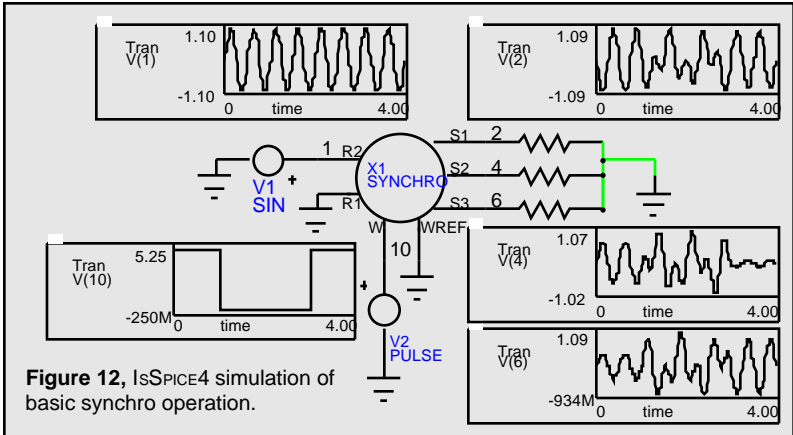 Tran
V(1)
1.10
-1.10
0 time 4.00
Tran
V(2)
1.09
-1.09
0 time 4.00
1 R2
R1
V1
SIN
X1
SYNCHRO
S1 2
S2 4
S3 6
W
WREF
10
V2
PULSE
Tran
V(10)
5.25
-250M
0 time 4.00
Tran
V(4)
1.07
-1.02
0 time 4.00
Tran
V(6)
1.09
-934M
0 time 4.00
Figure 12, IsSPICE4 simulation of
basic synchro operation.